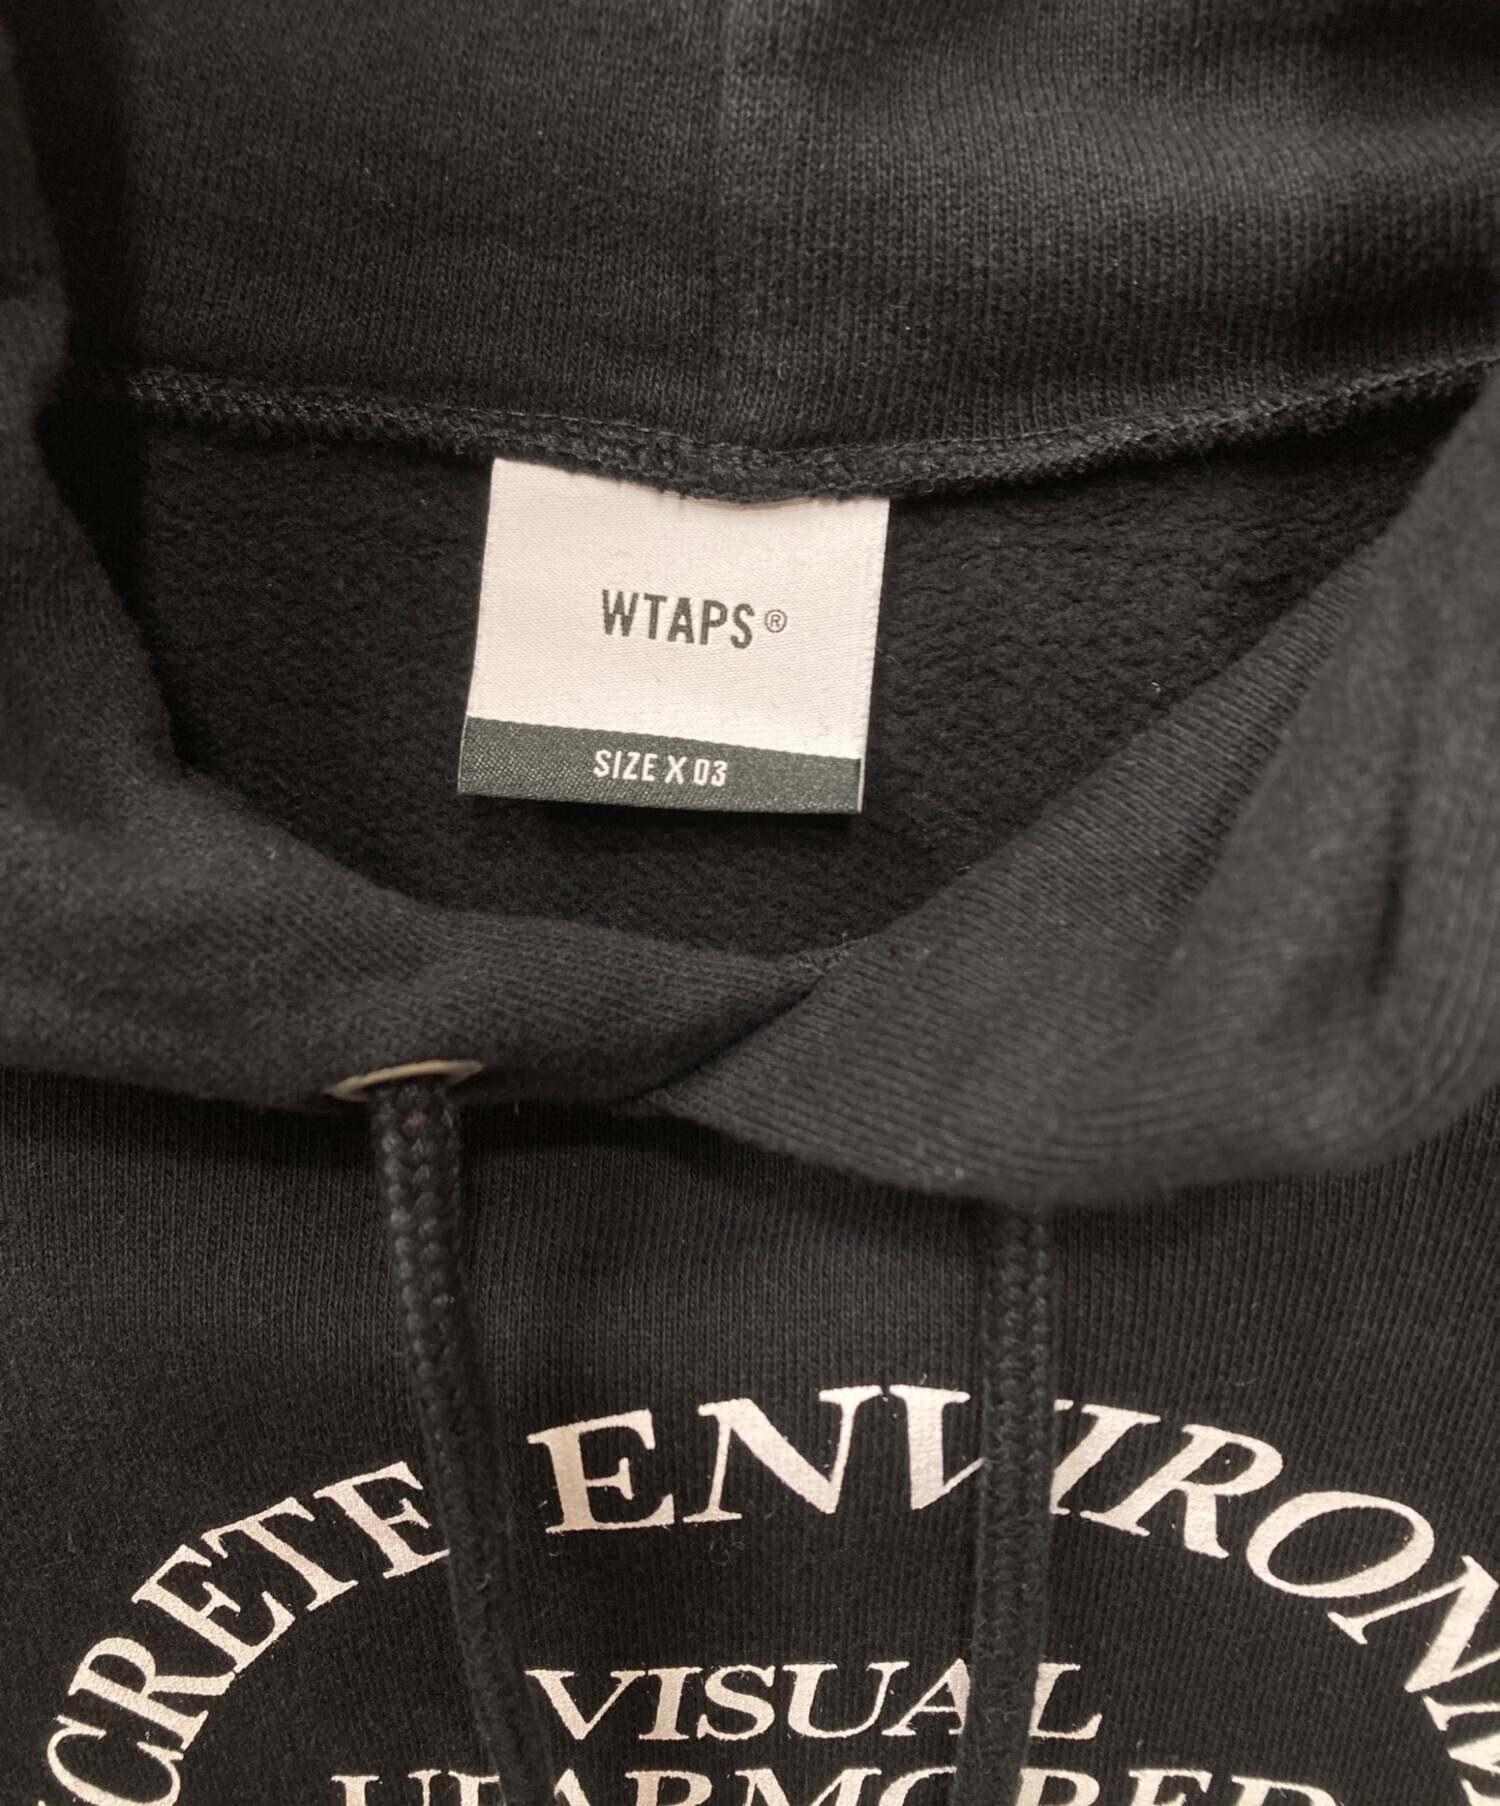 WTAPS®
SIZE X 03
CRETE ENVIRON
VISUAL